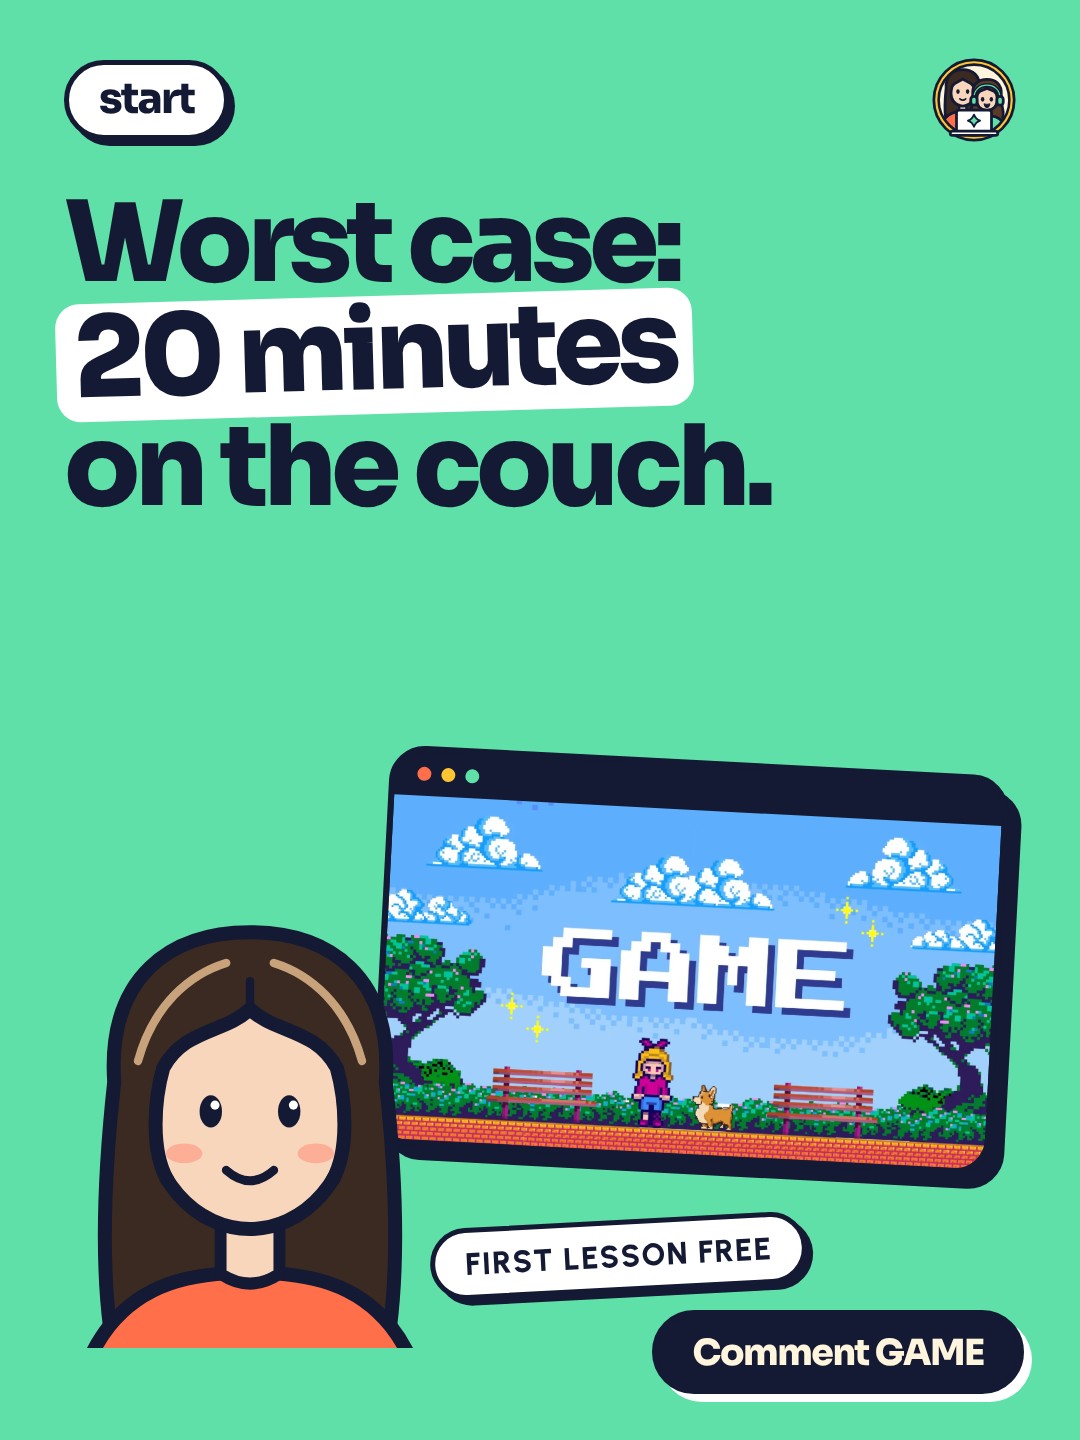 start
Worst case:
20 minutes
on the couch.
GAME
FIRST LESSON FREE
Comment GAME